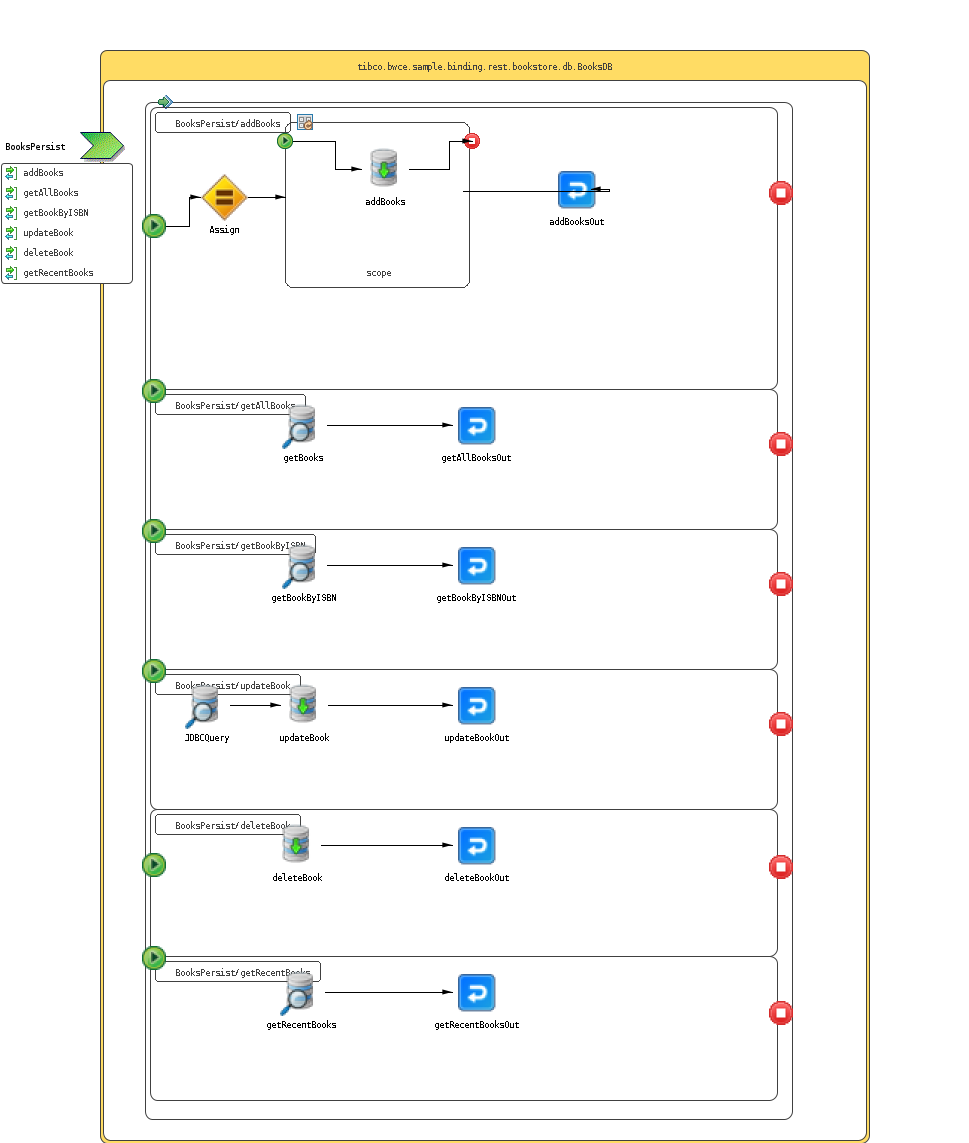 tibco.bwce.sample.binding.rest.bookstore.db.BooksDB
BooksPersist
addBooks
getAllBooks
getBookByISBN
updateBook
deleteBook
getRecentBooks
BooksPersist/addBooks
addBooks
Assign
addBooksOut
scope
BooksPersist/getAllBooks
getBooks
getAllBooksOut
BooksPersist/getBookByISBN
getBookByISBN
getBookByISBNOut
BooksPersist/updateBook
JDBCQuery
updateBook
updateBookOut
BooksPersist/deleteBook
deleteBook
deleteBookOut
BooksPersist/getRecentBooks
getRecentBooks
getRecentBooksOut